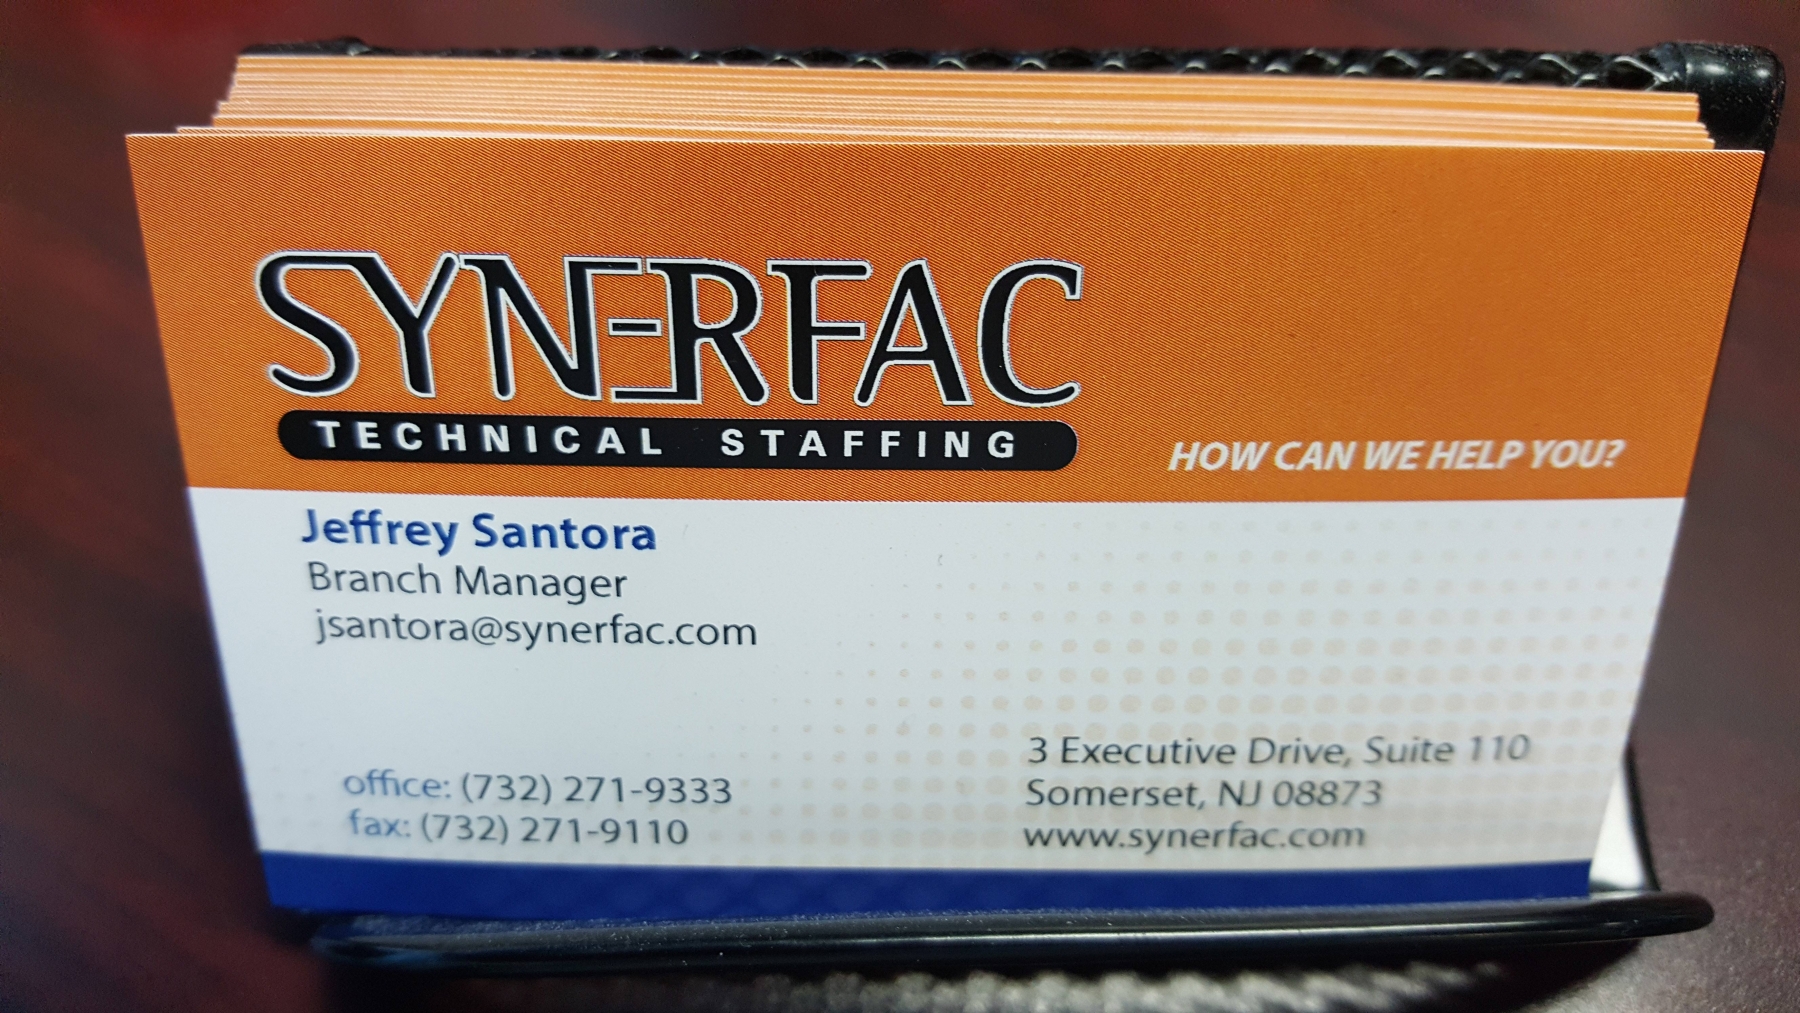 SYNERFAC
TECHNICAL STAFFING
HOW CAN WE HELP YOU?
Jeffrey Santora
Branch Manager
jsantora@synerfac.com
office: (732) 271-9333
fax: (732) 271-9110
3 Executive Drive, Suite 110
Somerset, NJ 08873
www.synerfac.com